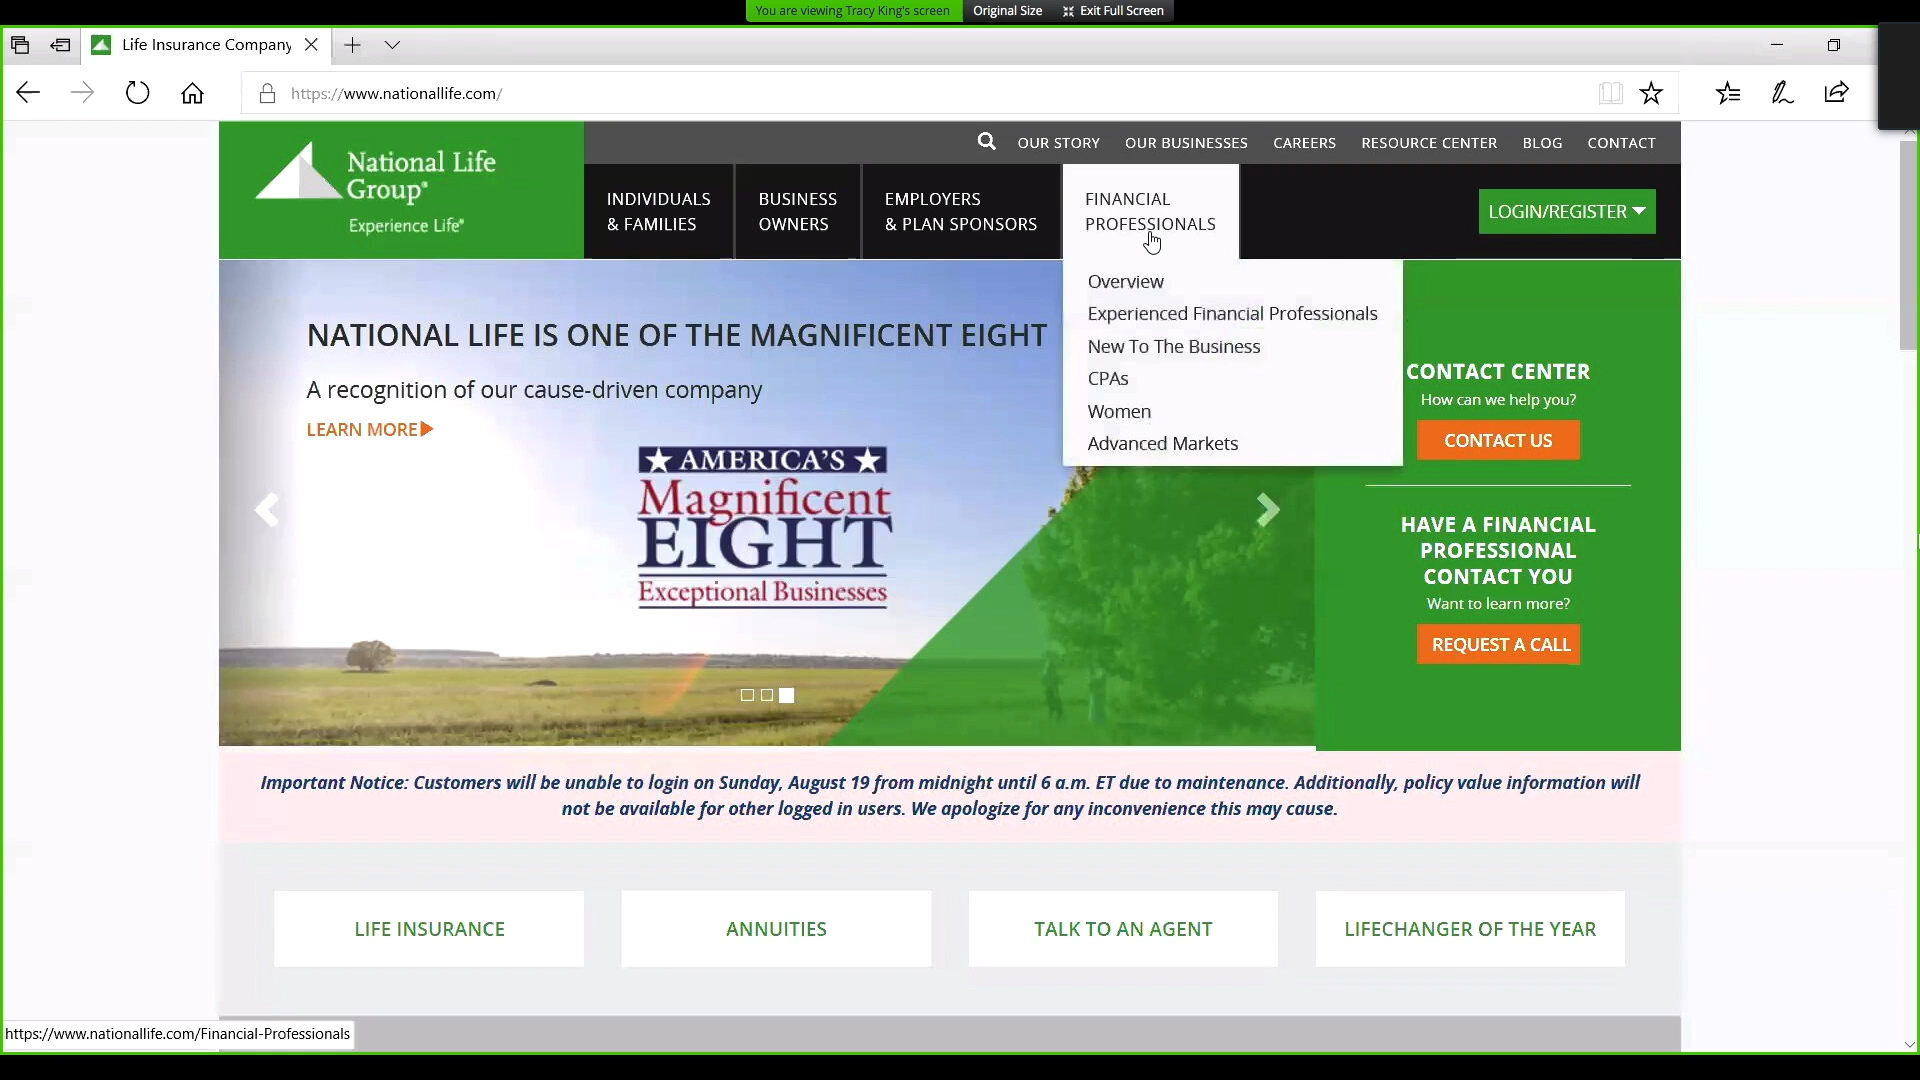 You are viewing Tracy King's screen
Original Size
Exit Full Screen
Life Insurance Company
https://www.nationallife.com/
National Life
Group®
Experience Life®
OUR STORY
OUR BUSINESSES
CAREERS
RESOURCE CENTER
BLOG
CONTACT
INDIVIDUALS
& FAMILIES
BUSINESS
OWNERS
EMPLOYERS
& PLAN SPONSORS
FINANCIAL
PROFESSIONALS
LOGIN/REGISTER
Overview
Experienced Financial Professionals
New To The Business
CPAs
Women
Advanced Markets
NATIONAL LIFE IS ONE OF THE MAGNIFICENT EIGHT
A recognition of our cause-driven company
LEARN MORE
AMERICA'S
Magnificent
EIGHT
Exceptional Businesses
CONTACT CENTER
How can we help you?
CONTACT US
HAVE A FINANCIAL
PROFESSIONAL
CONTACT YOU
Want to learn more?
REQUEST A CALL
Important Notice: Customers will be unable to login on Sunday, August 19 from midnight until 6 a.m. ET due to maintenance. Additionally, policy value information will
not be available for other logged in users. We apologize for any inconvenience this may cause.
LIFE INSURANCE
ANNUITIES
TALK TO AN AGENT
LIFECHANGER OF THE YEAR
https://www.nationallife.com/Financial-Professionals